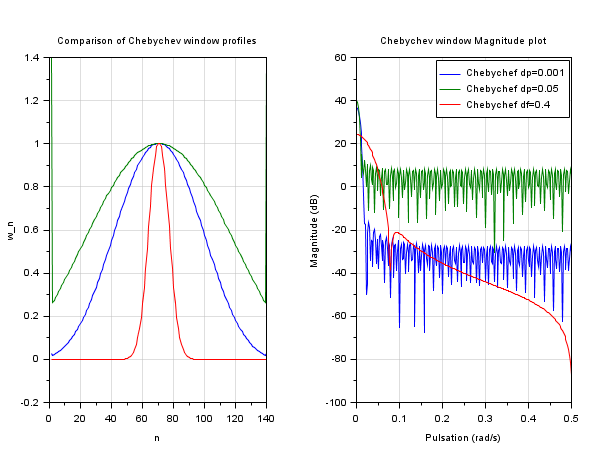 Comparison of Chebychev window profiles
1.4
1.2
1
0.8
0.6
0.4
0.2
0
-0.2
w_n
0 20 40 60 80 100 120 140
n
Chebychev window Magnitude plot
60
40
20
0
-20
-40
-60
-80
-100
Magnitude (dB)
Chebychef dp=0.001
Chebychef dp=0.05
Chebychef df=0.4
0 0.1 0.2 0.3 0.4 0.5
Pulsation (rad/s)